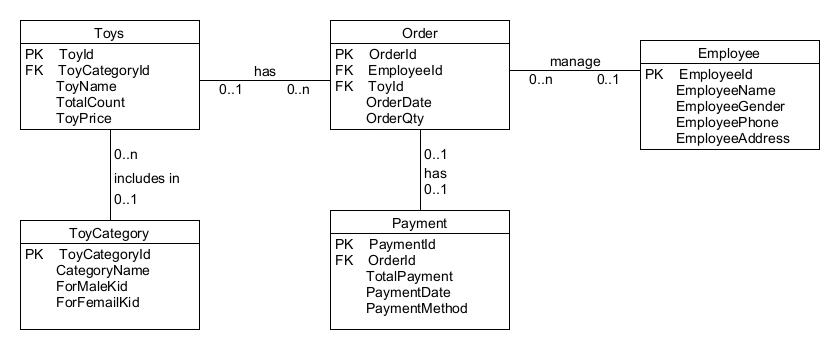 Toys
PK ToyId
FK ToyCategoryId
ToyName
TotalCount
ToyPrice
has
0..1 0..n
Order
PK OrderId
FK EmployeeId
FK ToyId
OrderDate
OrderQty
manage
0..n 0..1
Employee
PK EmployeeId
EmployeeName
EmployeeGender
EmployeePhone
EmployeeAddress
0..n
includes in
0..1
0..1
has
0..1
ToyCategory
PK ToyCategoryId
CategoryName
ForMaleKid
ForFemailKid
Payment
PK PaymentId
FK OrderId
TotalPayment
PaymentDate
PaymentMethod